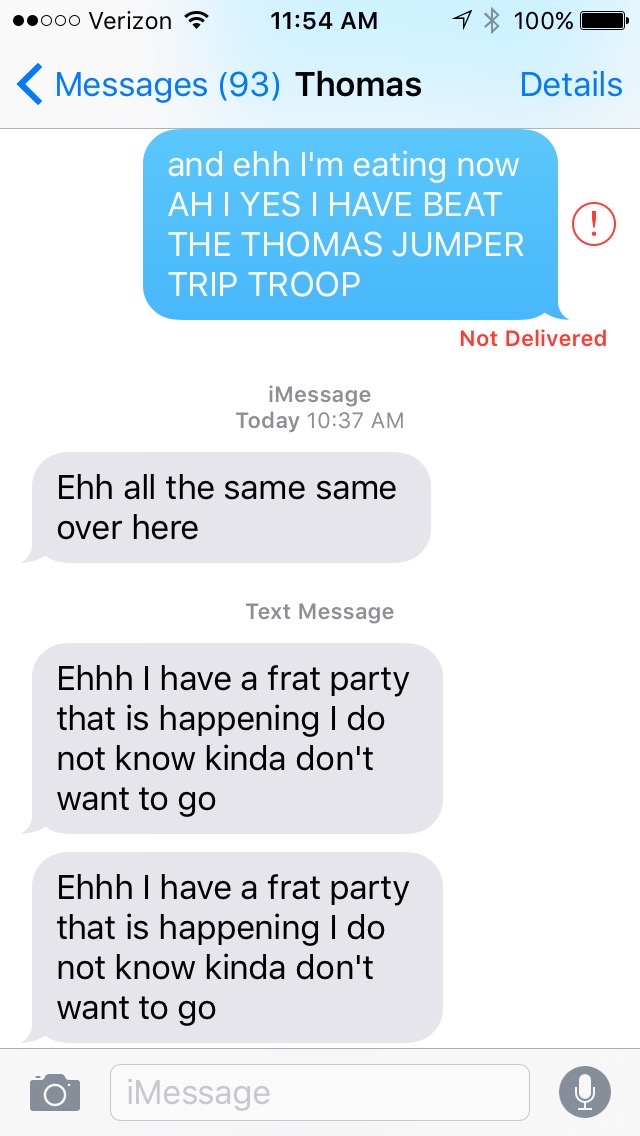 Verizon 11:54 AM 100%
Messages (93) Thomas Details
and ehh I'm eating now
AH I YES I HAVE BEAT
THE THOMAS JUMPER
TRIP TROOP
!
Not Delivered
iMessage
Today 10:37 AM
Ehh all the same same
over here
Text Message
Ehhh I have a frat party
that is happening I do
not know kinda don't
want to go
Ehhh I have a frat party
that is happening I do
not know kinda don't
want to go
iMessage